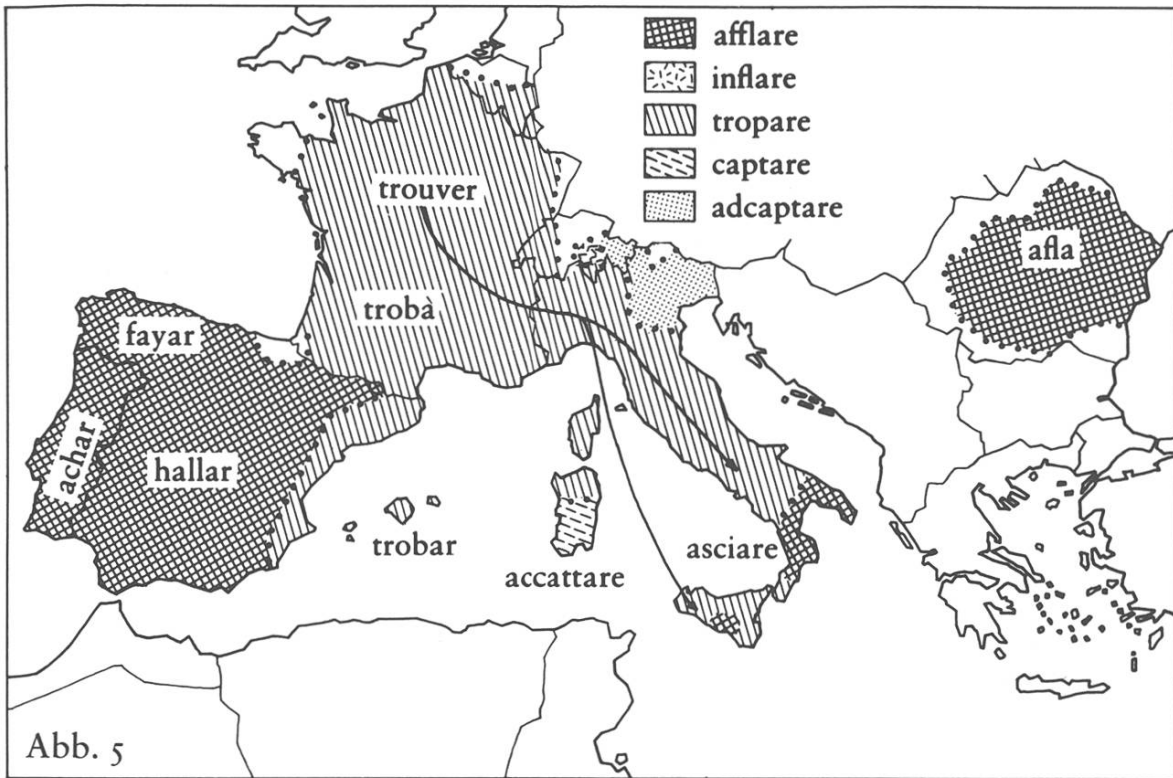 afflare
inflare
tropare
captare
adcaptare
trouver
afla
trobà
fayar
achar
hallar
trobar
accattare
asciare
Abb. 5